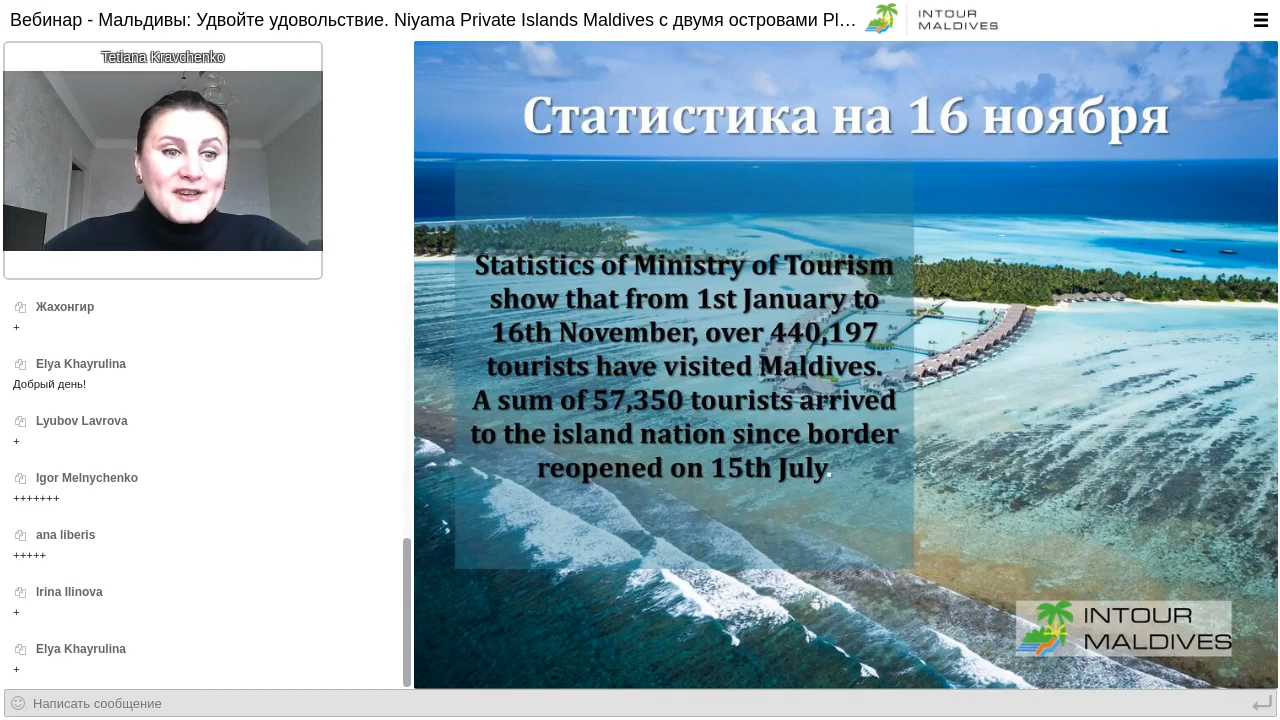 Вебинар - Мальдивы: Удвойте удовольствие. Niyama Private Islands Maldives с двумя островами Pl…
INTOUR
MALDIVES
Tetiana Kravchenko
Жахонгир
+
Elya Khayrulina
Добрый день!
Lyubov Lavrova
+
Igor Melnychenko
+++++++
ana liberis
+++++
Irina Ilinova
+
Elya Khayrulina
+
Написать сообщение
Статистика на 16 ноября
Statistics of Ministry of Tourism
show that from 1st January to
16th November, over 440,197
tourists have visited Maldives.
A sum of 57,350 tourists arrived
to the island nation since border
reopened on 15th July.
INTOUR
MALDIVES